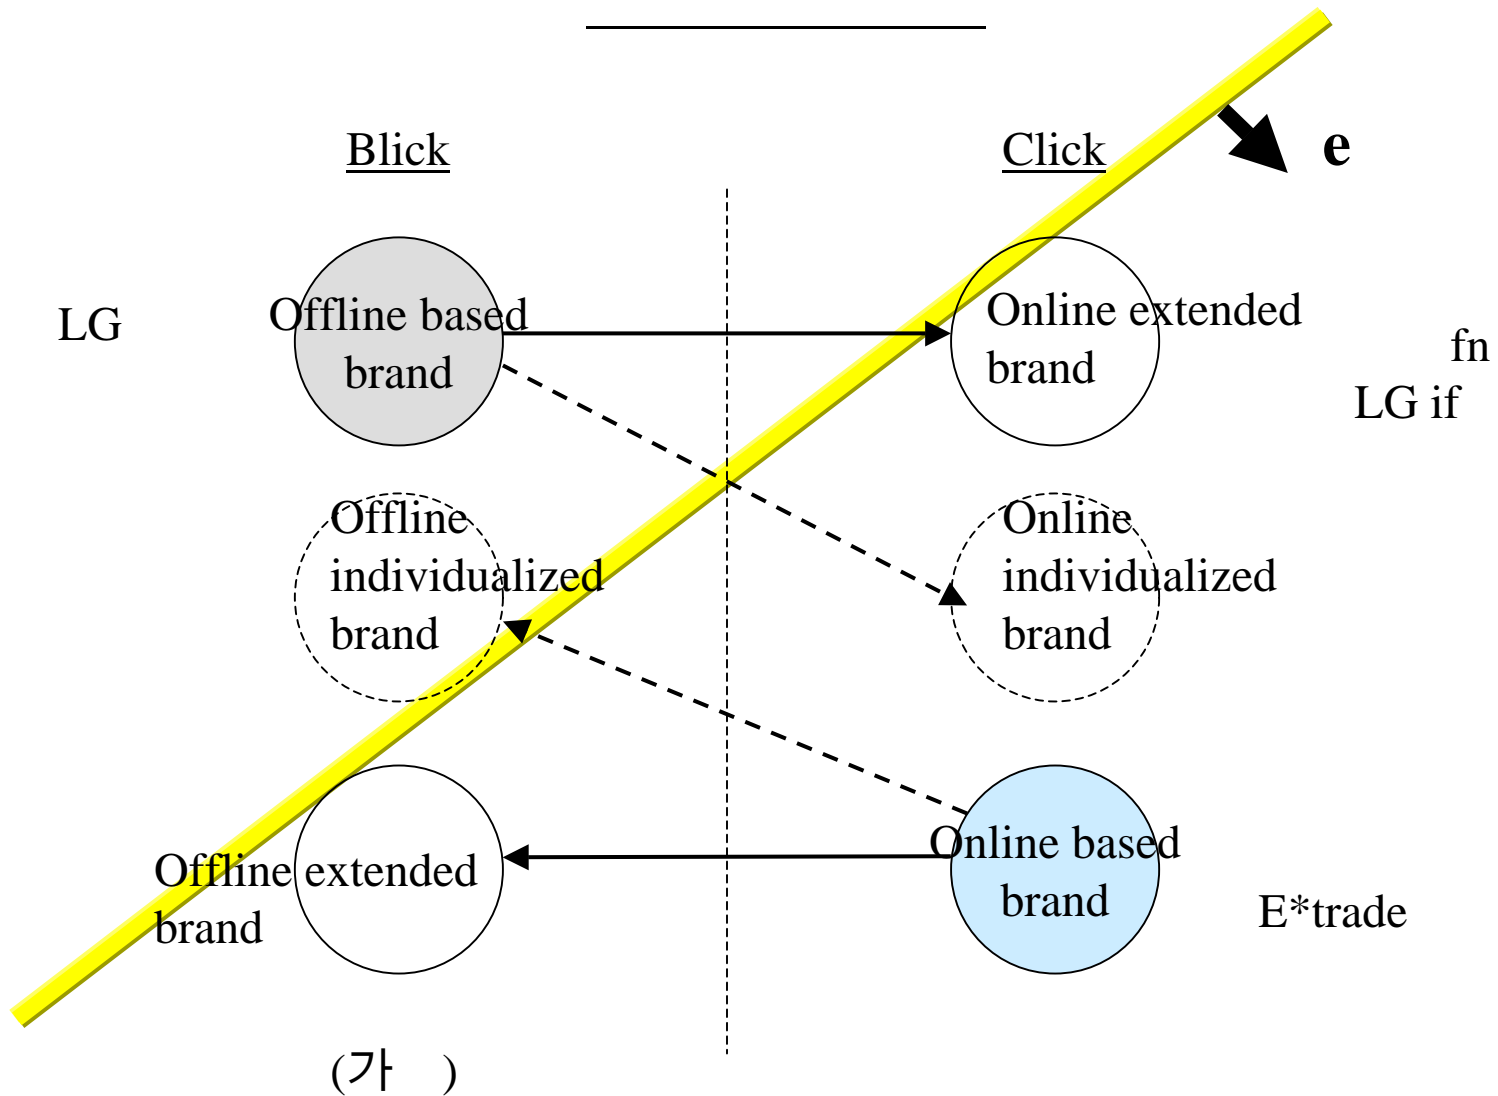 Blick
Click
e
LG
Offline based
brand
Online extended
brand
fn
LG if
Offline
individualized
brand
Online
individualized
brand
Offline extended
brand
Online based
brand
E*trade
(가    )